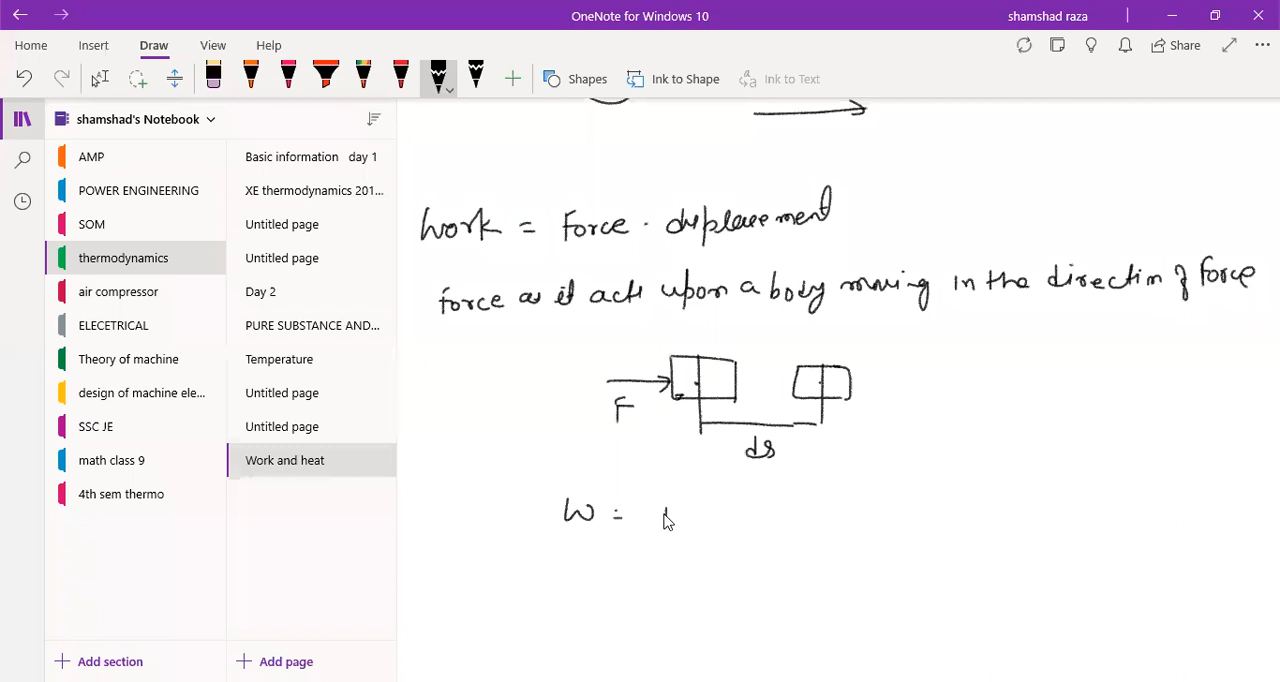 OneNote for Windows 10
shamshad raza
Home Insert Draw View Help
Share
Shapes Ink to Shape Ink to Text
shamshad's Notebook
AMP
POWER ENGINEERING
SOM
thermodynamics
air compressor
ELECETRICAL
Theory of machine
design of machine ele...
SSC JE
math class 9
4th sem thermo
Add section
Basic information day 1
XE thermodynamics 201...
Untitled page
Untitled page
Day 2
PURE SUBSTANCE AND...
Temperature
Untitled page
Untitled page
Work and heat
Add page
Work = Force . displacement
force as it acts upon a body moving in the direction of force
F
ds
W =